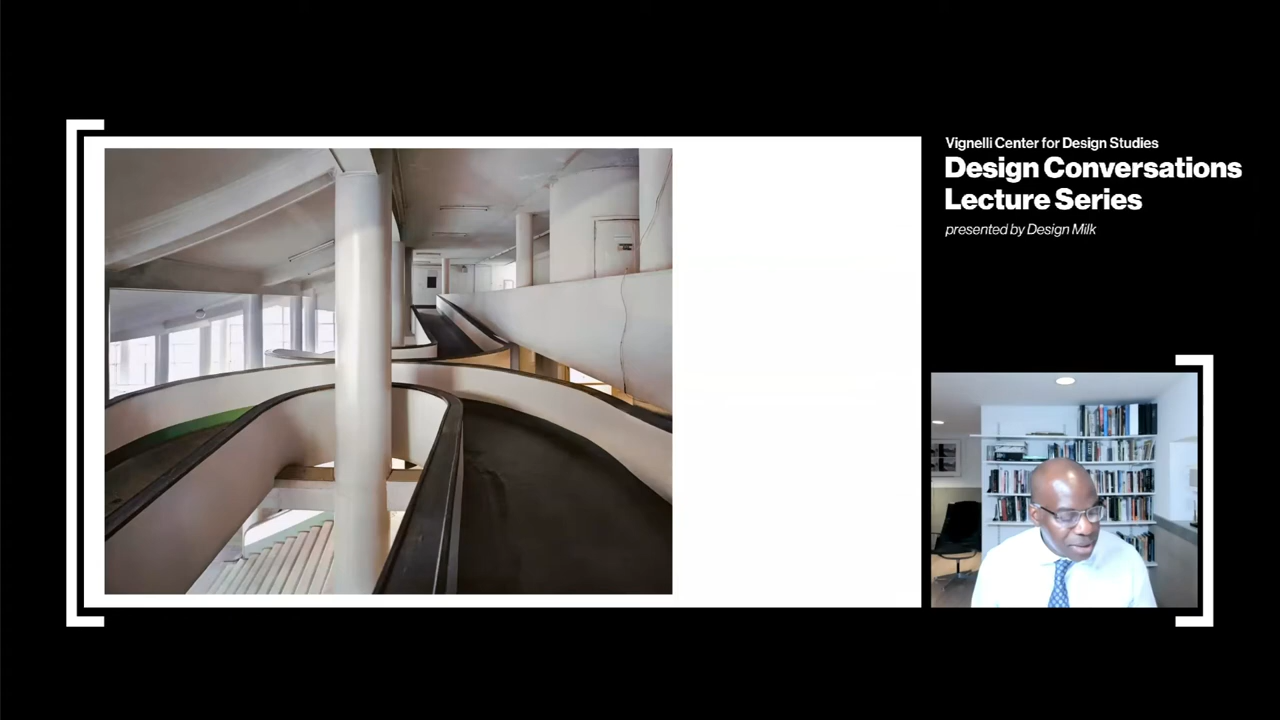 Vignelli Center for Design Studies
Design Conversations
Lecture Series
presented by Design Milk